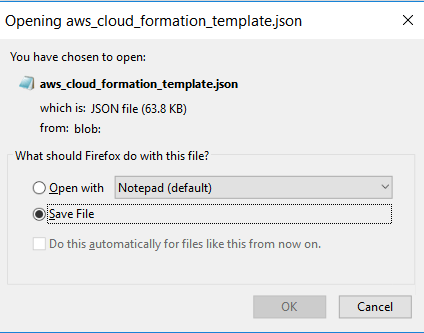 Opening aws_cloud_formation_template.json
You have chosen to open:
aws_cloud_formation_template.json
which is: JSON file (63.8 KB)
from: blob:
What should Firefox do with this file?
Open with Notepad (default)
Save File
Do this automatically for files like this from now on.
OK Cancel